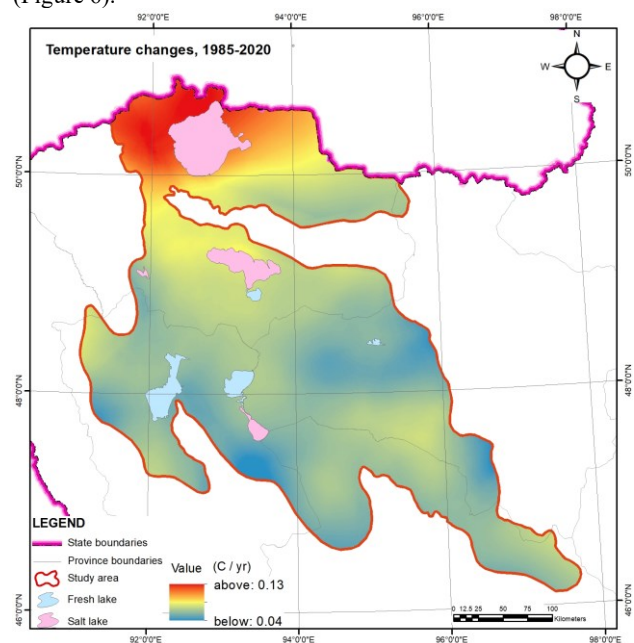 (Figure 6).
92°0'0"E 94°0'0"E 96°0'0"E 98°0'0"E
Temperature changes, 1985-2020
N
W E
S
50°0'0"N 50°0'0"N
48°0'0"N 48°0'0"N
46°0'0"N 46°0'0"N
LEGEND
State boundaries
Province boundaries
Study area
Fresh lake
Salt lake
Value (C / yr)
above: 0.13
below: 0.04
0 12.5 25 50 75 100
Kilometers
92°0'0"E 94°0'0"E 96°0'0"E 98°0'0"E